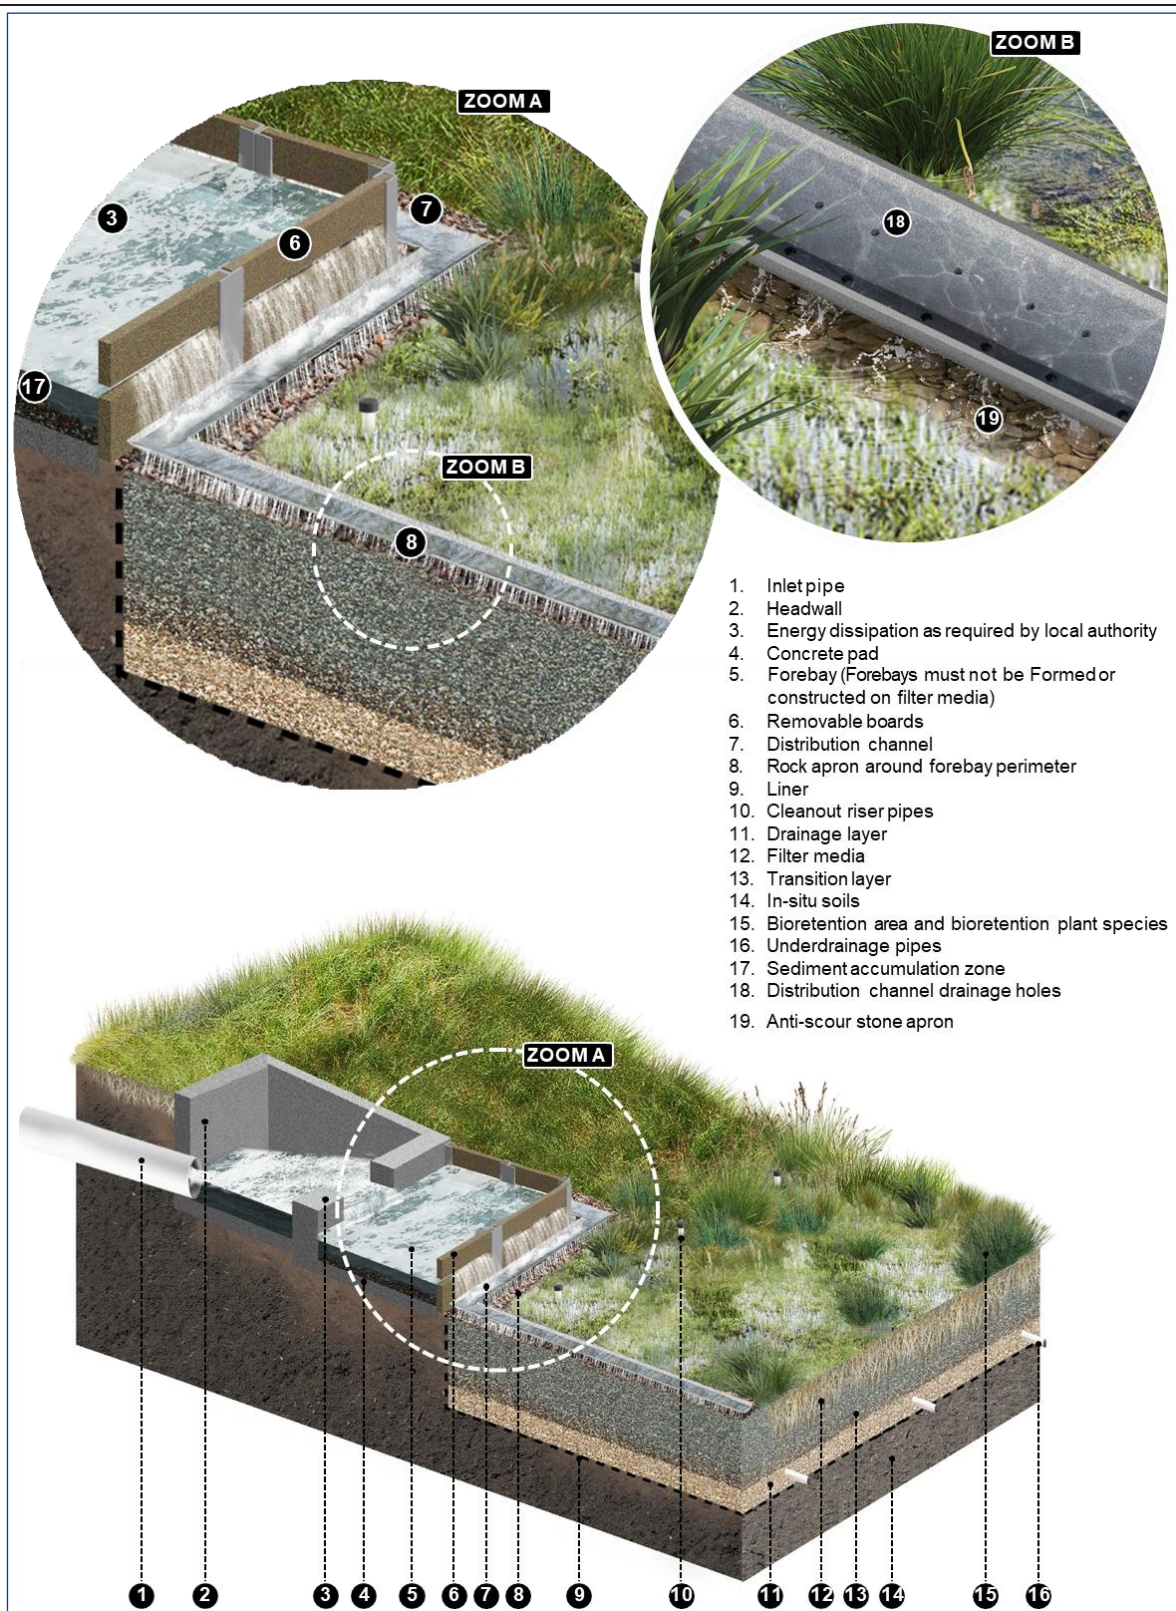 ZOOM B
ZOOM A
3
7
6
18
17
19
ZOOM B
8
1. Inlet pipe
2. Headwall
3. Energy dissipation as required by local authority
4. Concrete pad
5. Forebay (Forebays must not be Formed or
constructed on filter media)
6. Removable boards
7. Distribution channel
8. Rock apron around forebay perimeter
9. Liner
10. Cleanout riser pipes
11. Drainage layer
12. Filter media
13. Transition layer
14. In-situ soils
15. Bioretention area and bioretention plant species
16. Underdrainage pipes
17. Sediment accumulation zone
18. Distribution channel drainage holes
19. Anti-scour stone apron
ZOOM A
1 2 3 4 5 6 7 8 9 10 11 12 13 14 15 16